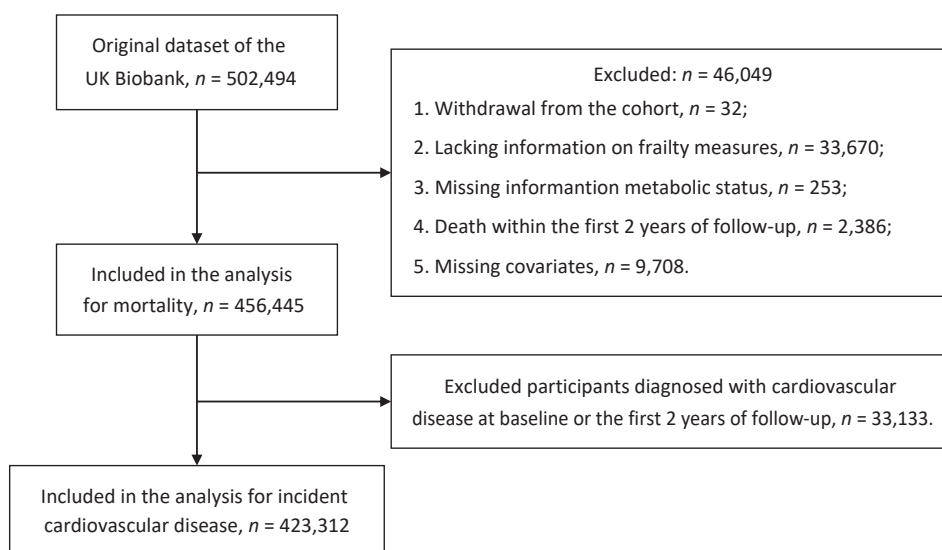 Original dataset of the
UK Biobank, n = 502,494
Excluded: n = 46,049
1. Withdrawal from the cohort, n = 32;
2. Lacking information on frailty measures, n = 33,670;
3. Missing informantion metabolic status, n = 253;
4. Death within the first 2 years of follow-up, n = 2,386;
5. Missing covariates, n = 9,708.
Included in the analysis
for mortality, n = 456,445
Excluded participants diagnosed with cardiovascular
disease at baseline or the first 2 years of follow-up, n = 33,133.
Included in the analysis for incident
cardiovascular disease, n = 423,312